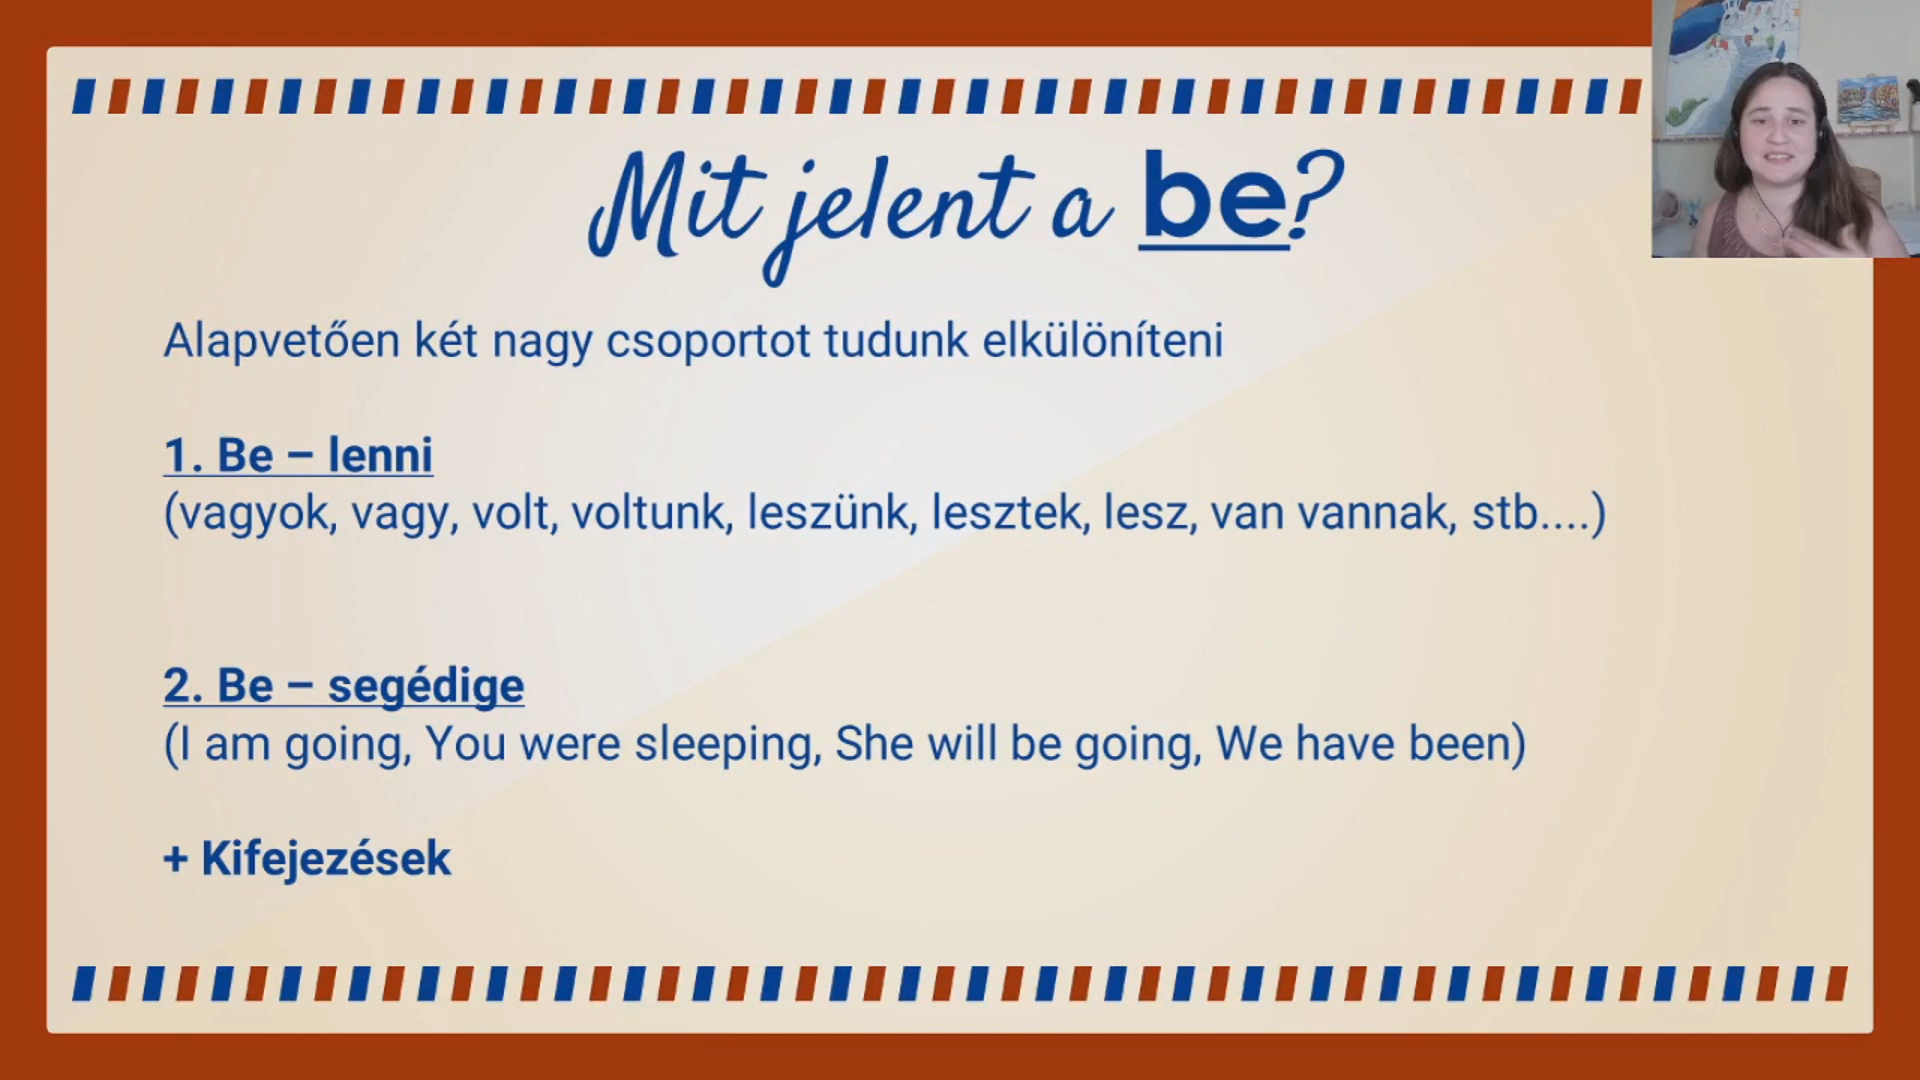 Mit jelent a be?
Alapvetően két nagy csoportot tudunk elkülöníteni
1. Be – lenni
(vagyok, vagy, volt, voltunk, leszünk, lesztek, lesz, van vannak, stb....)
2. Be – segédige
(I am going, You were sleeping, She will be going, We have been)
+ Kifejezések